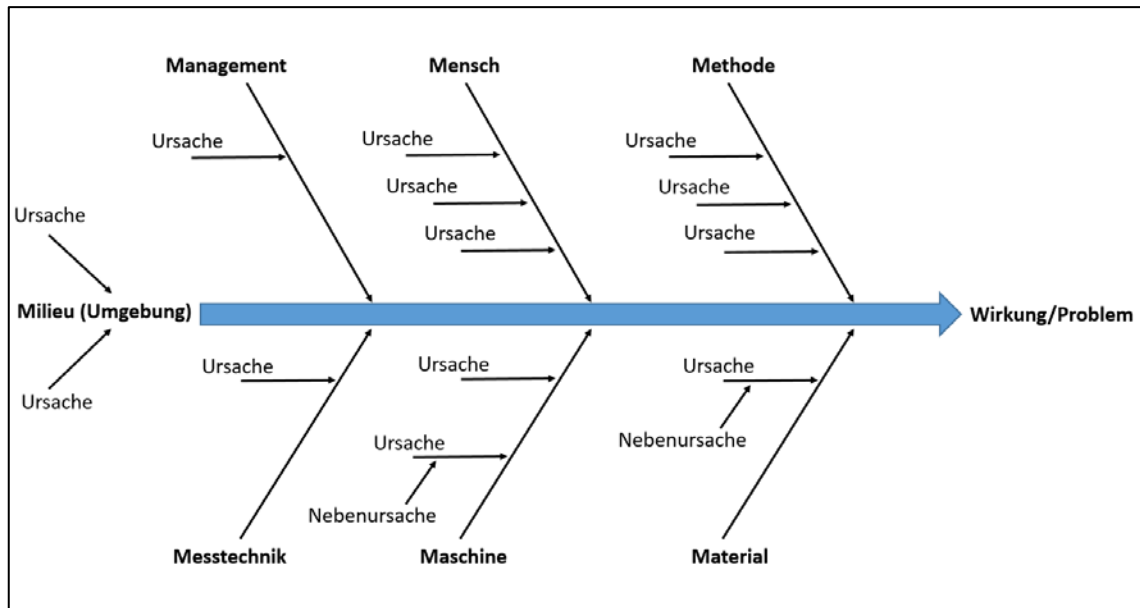 Management
Mensch
Methode
Ursache
Ursache
Ursache
Ursache
Ursache
Ursache
Ursache
Ursache
Ursache
Milieu (Umgebung)
Wirkung/Problem
Ursache
Ursache
Ursache
Ursache
Ursache
Nebenursache
Nebenursache
Messtechnik
Maschine
Material